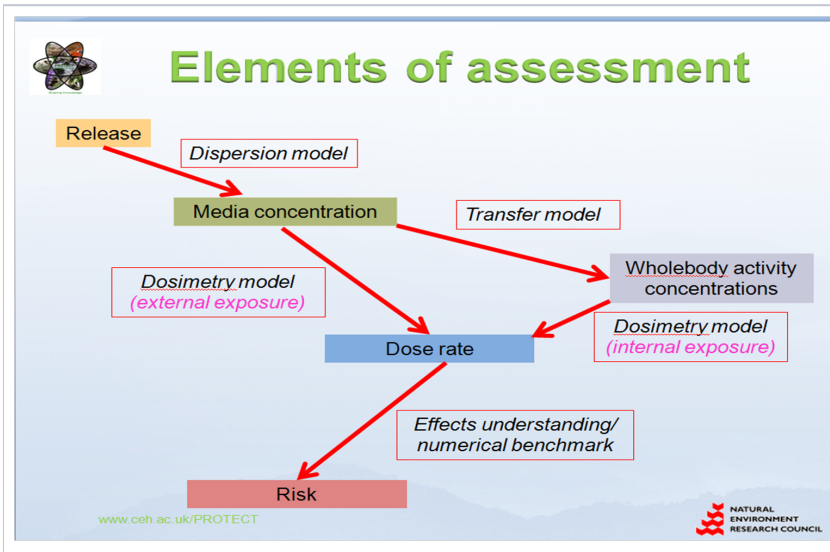 Elements of assessment
Release
Dispersion model
Media concentration
Transfer model
Wholebody activity
concentrations
Dosimetry model
(external exposure)
Dosimetry model
(internal exposure)
Dose rate
Effects understanding/
numerical benchmark
Risk
www.ceh.ac.uk/PROTECT
NATURAL
ENVIRONMENT
RESEARCH COUNCIL